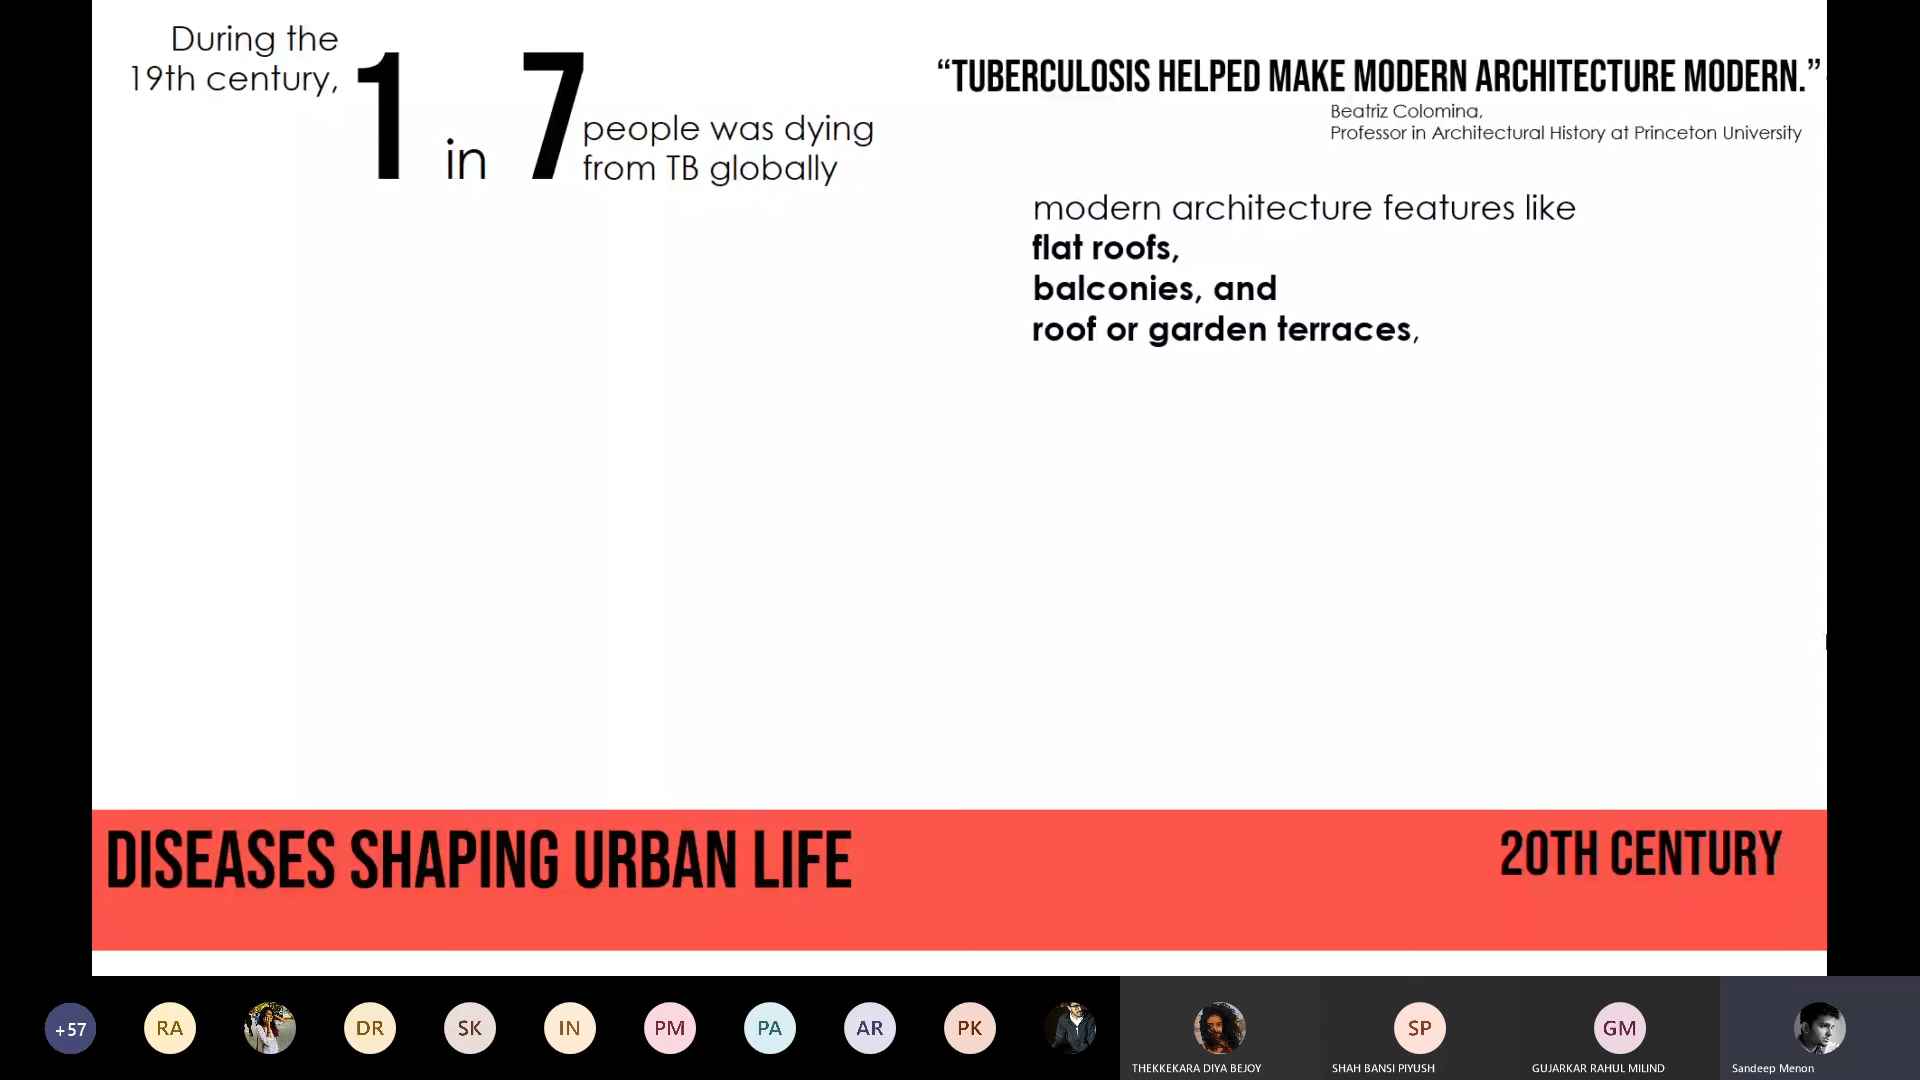 During the
19th century,
1 in 7
people was dying
from TB globally
“TUBERCULOSIS HELPED MAKE MODERN ARCHITECTURE MODERN.”
Beatriz Colomina,
Professor in Architectural History at Princeton University
modern architecture features like
flat roofs,
balconies, and
roof or garden terraces,
DISEASES SHAPING URBAN LIFE
20TH CENTURY
+57
RA
DR
SK
IN
PM
PA
AR
PK
THEKKEKARA DIYA BEJOY
SP
SHAH BANSI PIYUSH
GM
GUJARKAR RAHUL MILIND
Sandeep Menon